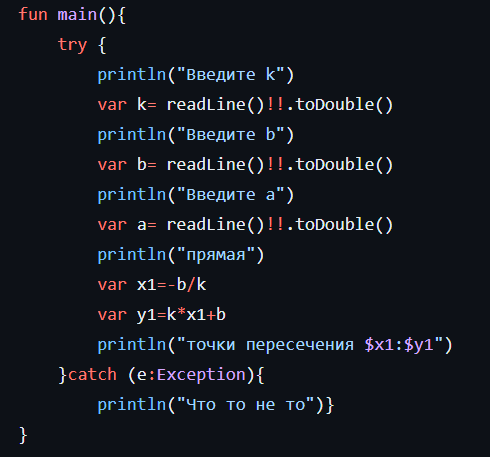 fun main(){
    try {
        println("Введите k")
        var k= readLine()!!.toDouble()
        println("Введите b")
        var b= readLine()!!.toDouble()
        println("Введите a")
        var a= readLine()!!.toDouble()
        println("прямая")
        var x1=-b/k
        var y1=k*x1+b
        println("точки пересечения $x1:$y1")
    }catch (e:Exception){
        println("Что то не то")}
}